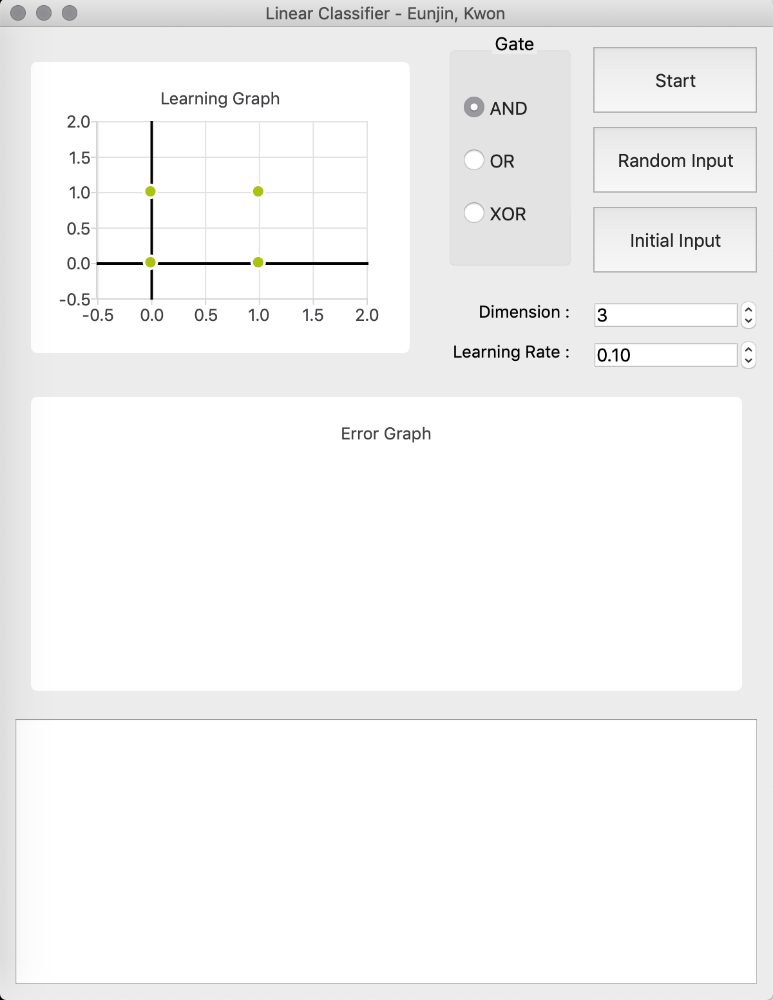 Linear Classifier - Eunjin, Kwon
Learning Graph
2.0
1.5
1.0
0.5
0.0
-0.5
-0.5 0.0 0.5 1.0 1.5 2.0
Gate
AND
OR
XOR
Start
Random Input
Initial Input
Dimension : 3
Learning Rate : 0.10
Error Graph